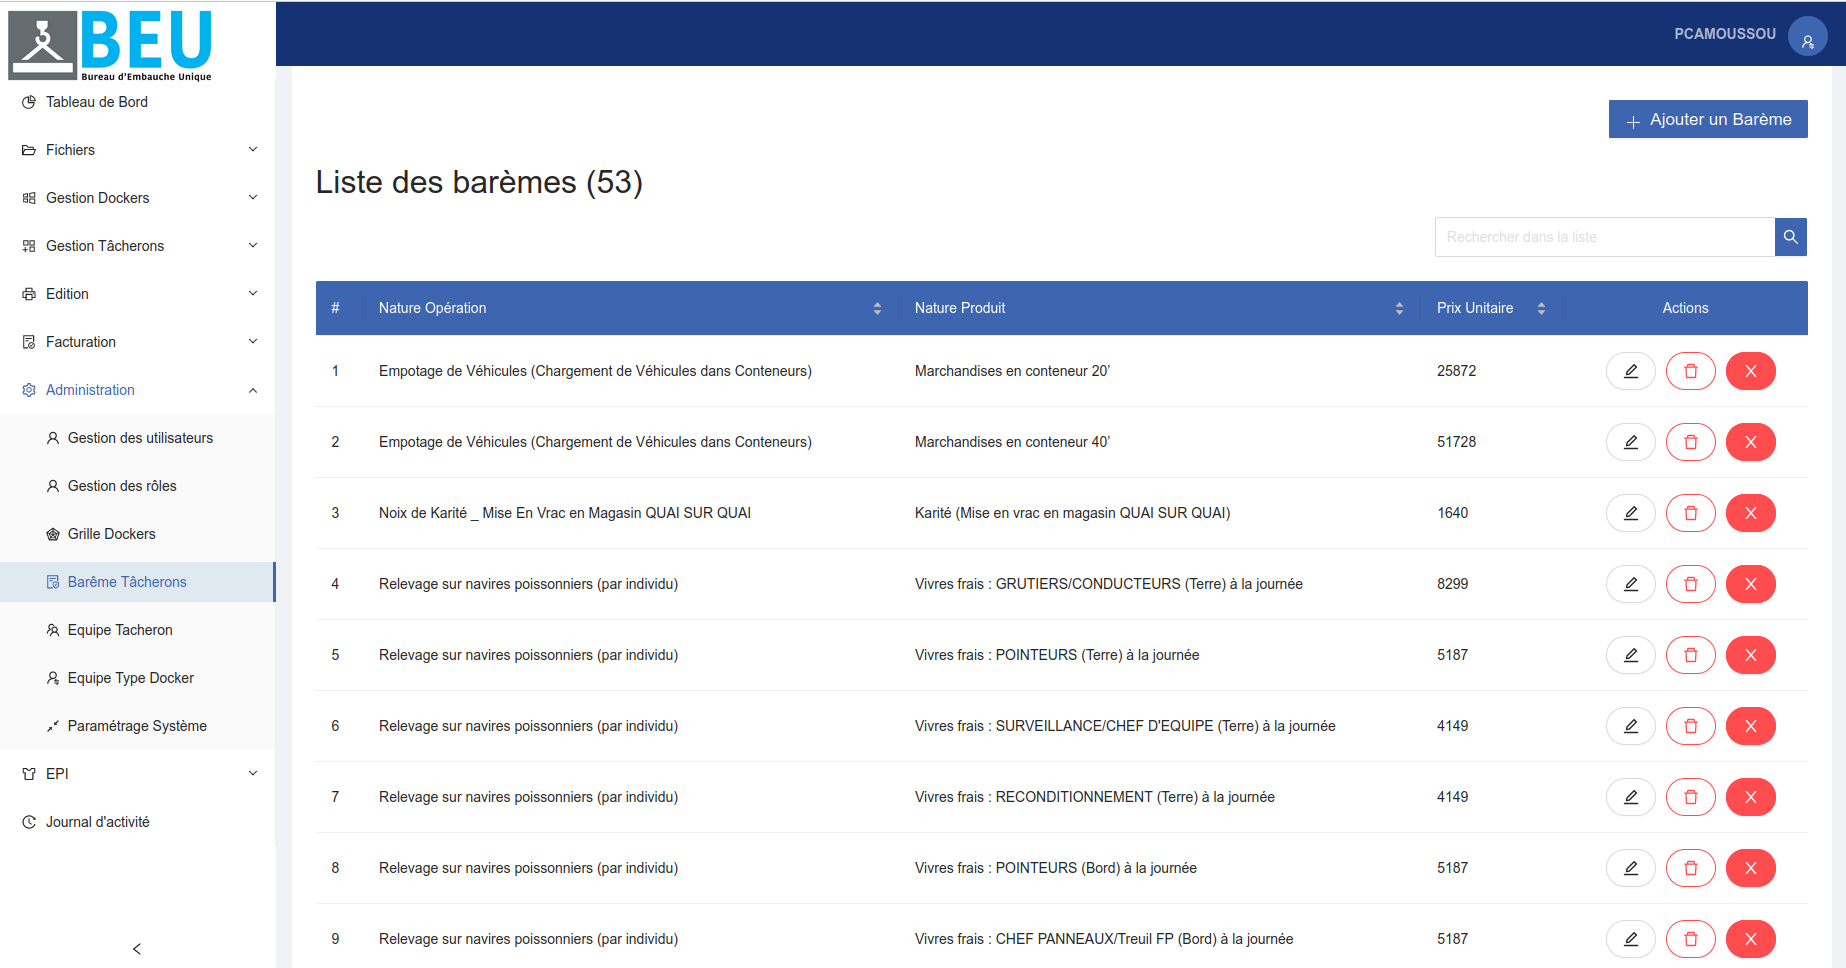 BEU
Bureau d'Embauche Unique
PCAMOUSSOU
Tableau de Bord
Fichiers
Gestion Dockers
Gestion Tâcherons
Edition
Facturation
Administration
Gestion des utilisateurs
Gestion des rôles
Grille Dockers
Barême Tâcherons
Equipe Tacheron
Equipe Type Docker
Paramétrage Système
EPI
Journal d'activité
Ajouter un Barème
Liste des barèmes (53)
Rechercher dans la liste
# Nature Opération Nature Produit Prix Unitaire Actions
1 Empotage de Véhicules (Chargement de Véhicules dans Conteneurs) Marchandises en conteneur 20’ 25872
2 Empotage de Véhicules (Chargement de Véhicules dans Conteneurs) Marchandises en conteneur 40’ 51728
3 Noix de Karité _ Mise En Vrac en Magasin QUAI SUR QUAI Karité (Mise en vrac en magasin QUAI SUR QUAI) 1640
4 Relevage sur navires poissonniers (par individu) Vivres frais : GRUTIERS/CONDUCTEURS (Terre) à la journée 8299
5 Relevage sur navires poissonniers (par individu) Vivres frais : POINTEURS (Terre) à la journée 5187
6 Relevage sur navires poissonniers (par individu) Vivres frais : SURVEILLANCE/CHEF D'EQUIPE (Terre) à la journée 4149
7 Relevage sur navires poissonniers (par individu) Vivres frais : RECONDITIONNEMENT (Terre) à la journée 4149
8 Relevage sur navires poissonniers (par individu) Vivres frais : POINTEURS (Bord) à la journée 5187
9 Relevage sur navires poissonniers (par individu) Vivres frais : CHEF PANNEAUX/Treuil FP (Bord) à la journée 5187